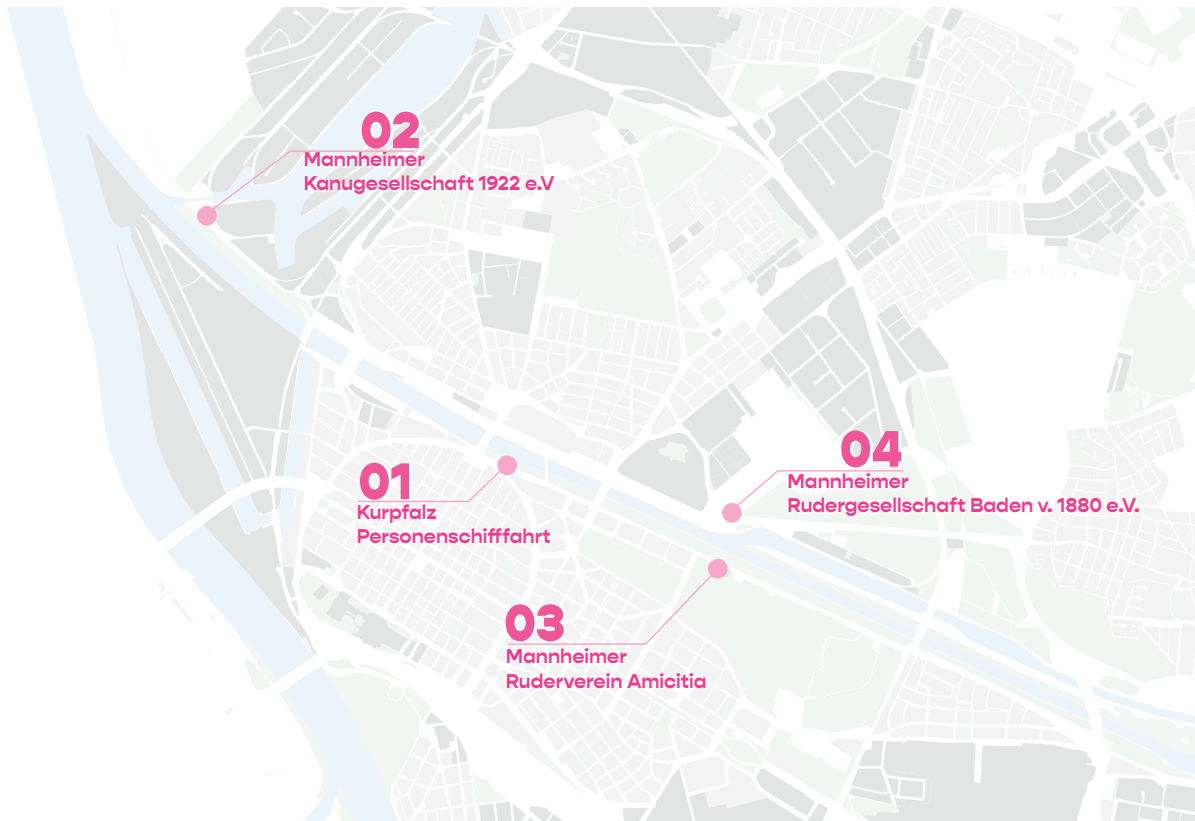 02
Mannheimer
Kanugesellschaft 1922 e.V
01
Kurpfalz
Personenschifffahrt
04
Mannheimer
Rudergesellschaft Baden v. 1880 e.V.
03
Mannheimer
Ruderverein Amicitia